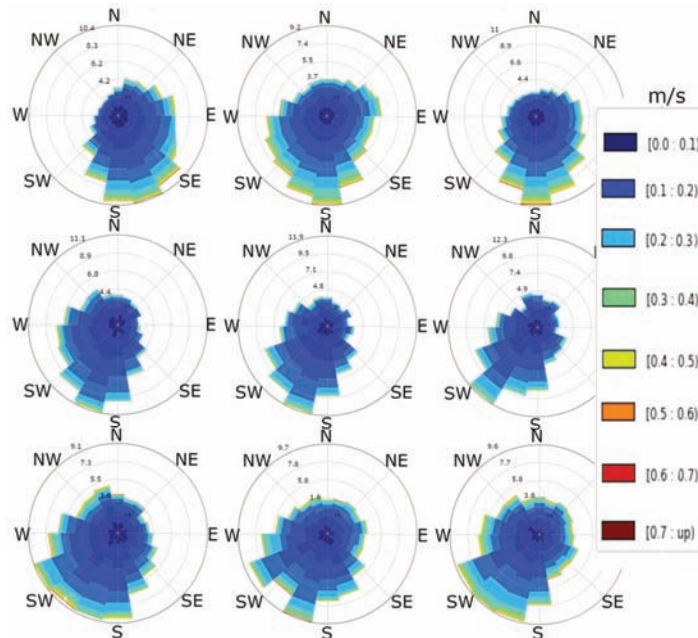 N
10.4
8.3
6.2
4.2
NW
NE
W
E
SW
SE
S
N
9.2
7.4
5.5
3.7
NW
NE
W
E
SW
SE
S
N
11
8.9
6.6
4.4
NW
NE
W
E
SW
SE
S
N
11.1
8.9
6.8
4.4
NW
NE
W
E
SW
SE
S
N
11.9
9.5
7.1
4.8
NW
NE
W
E
SW
SE
S
N
12.3
9.8
7.4
4.9
NW
W
SW
SE
S
N
9.1
7.3
5.8
NW
NE
W
E
SW
SE
S
N
9.7
7.8
5.8
NW
NE
W
E
SW
SE
S
N
9.6
5.8
3.8
NW
NE
W
SW
SE
S
m/s
[0.0 : 0.1)
[0.1 : 0.2)
[0.2 : 0.3)
[0.3 : 0.4)
[0.4 : 0.5)
[0.5 : 0.6)
[0.6 : 0.7)
[0.7 : up)